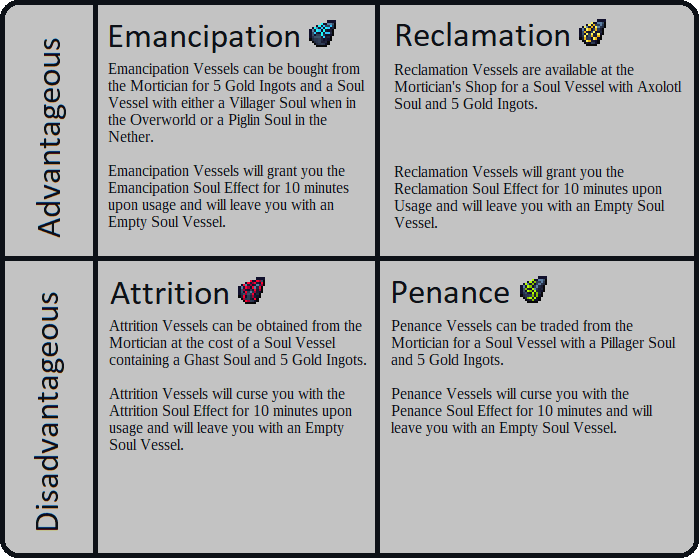 Advantageous
Emancipation
Emancipation Vessels can be bought from
the Mortician for 5 Gold Ingots and a Soul
Vessel with either a Villager Soul when in
the Overworld or a Piglin Soul in the
Nether.
Emancipation Vessels will grant you the
Emancipation Soul Effect for 10 minutes
upon usage and will leave you with an
Empty Soul Vessel.
Reclamation
Reclamation Vessels are available at the
Mortician's Shop for a Soul Vessel with Axolotl
Soul and 5 Gold Ingots.
Reclamation Vessels will grant you the
Reclamation Soul Effect for 10 minutes upon
Usage and will leave you with an Empty Soul
Vessel.
Disadvantageous
Attrition
Attrition Vessels can be obtained from the
Mortician at the cost of a Soul Vessel
containing a Ghast Soul and 5 Gold Ingots.
Attrition Vessels will curse you with the
Attrition Soul Effect for 10 minutes upon
usage and will leave you with an Empty
Soul Vessel.
Penance
Penance Vessels can be traded from the
Mortician for a Soul Vessel with a Pillager Soul
and 5 Gold Ingots.
Penance Vessels will curse you with the
Penance Soul Effect for 10 minutes and will
leave you with an Empty Soul Vessel.